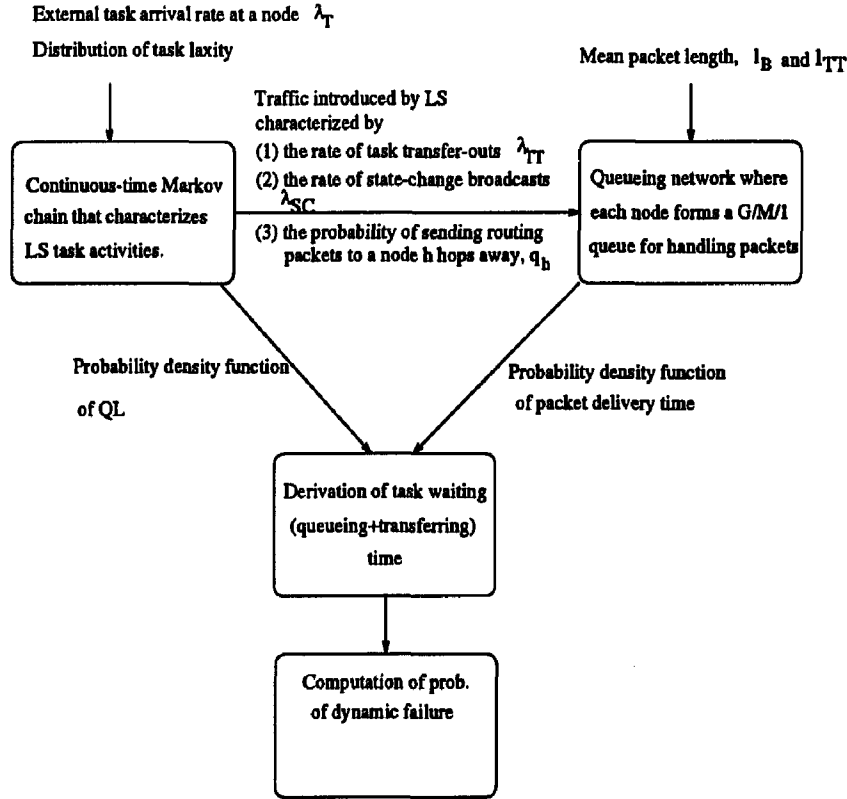 External task arrival rate at a node λT
Distribution of task laxity
Mean packet length, lB and lTT
Traffic introduced by LS
characterized by
(1) the rate of task transfer-outs λTT
(2) the rate of state-change broadcasts
λSC
(3) the probability of sending routing
packets to a node h hops away, qh
Continuous-time Markov
chain that characterizes
LS task activities.
Queueing network where
each node forms a G/M/1
queue for handling packets
Probability density function
of QL
Probability density function
of packet delivery time
Derivation of task waiting
(queueing+transferring)
time
Computation of prob.
of dynamic failure